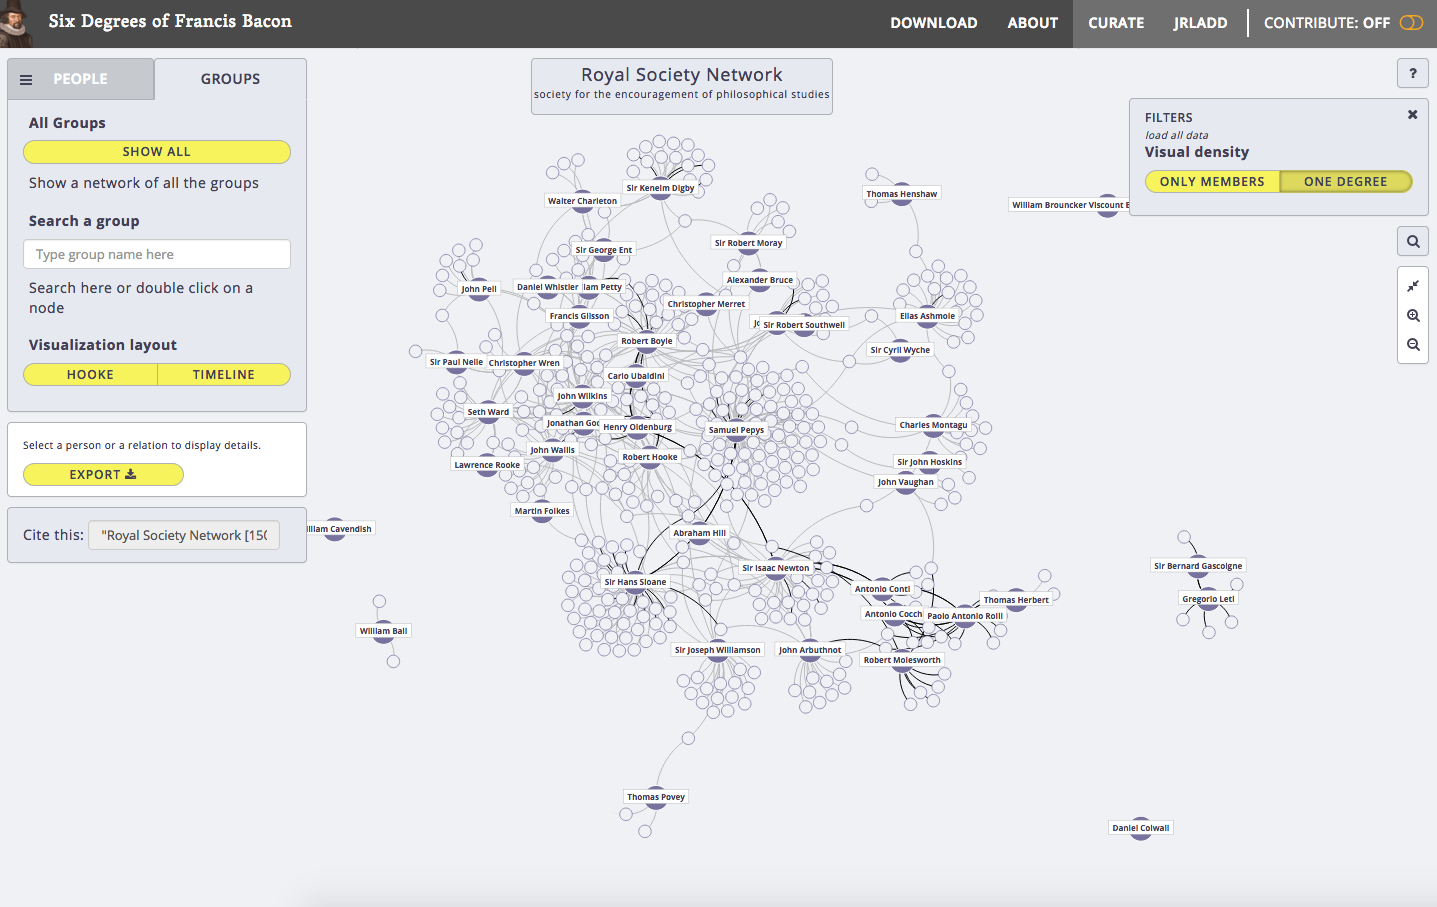 Six Degrees of Francis Bacon
DOWNLOAD
ABOUT
CURATE
JRLADD
CONTRIBUTE: OFF
PEOPLE
GROUPS
All Groups
SHOW ALL
Show a network of all the groups
Search a group
Type group name here
Search here or double click on a
node
Visualization layout
HOOKE
TIMELINE
Select a person or a relation to display details.
EXPORT
Cite this:
"Royal Society Network [150
Royal Society Network
society for the encouragement of philosophical studies
?
FILTERS
load all data
Visual density
ONLY MEMBERS
ONE DEGREE
Sir Kenelm Digby
Walter Charleton
Thomas Henshaw
William Brouncker Viscount B
Sir Robert Moray
Sir George Ent
Alexander Bruce
John Pell
Daniel Whistler
iam Petty
Christopher Merret
Francis Glisson
Sir Robert Southwell
Elias Ashmole
Robert Boyle
Sir Cyril Wyche
Sir Paul Neile
Christopher Wren
Carlo Ubaldini
John Wilkins
Seth Ward
Jonathan God
Henry Oldenburg
Samuel Pepys
Charles Montagu
John Wallis
Robert Hooke
Lawrence Rooke
Sir John Hoskins
John Vaughan
Martin Folkes
illiam Cavendish
Abraham Hill
Sir Isaac Newton
Sir Hans Sloane
Antonio Conti
Thomas Herbert
Antonio Cocch
Paolo Antonio Rolli
Sir Bernard Gascoigne
Gregorio Leti
William Ball
Sir Joseph Williamson
John Arbuthnot
Robert Molesworth
Thomas Povey
Daniel Colwall